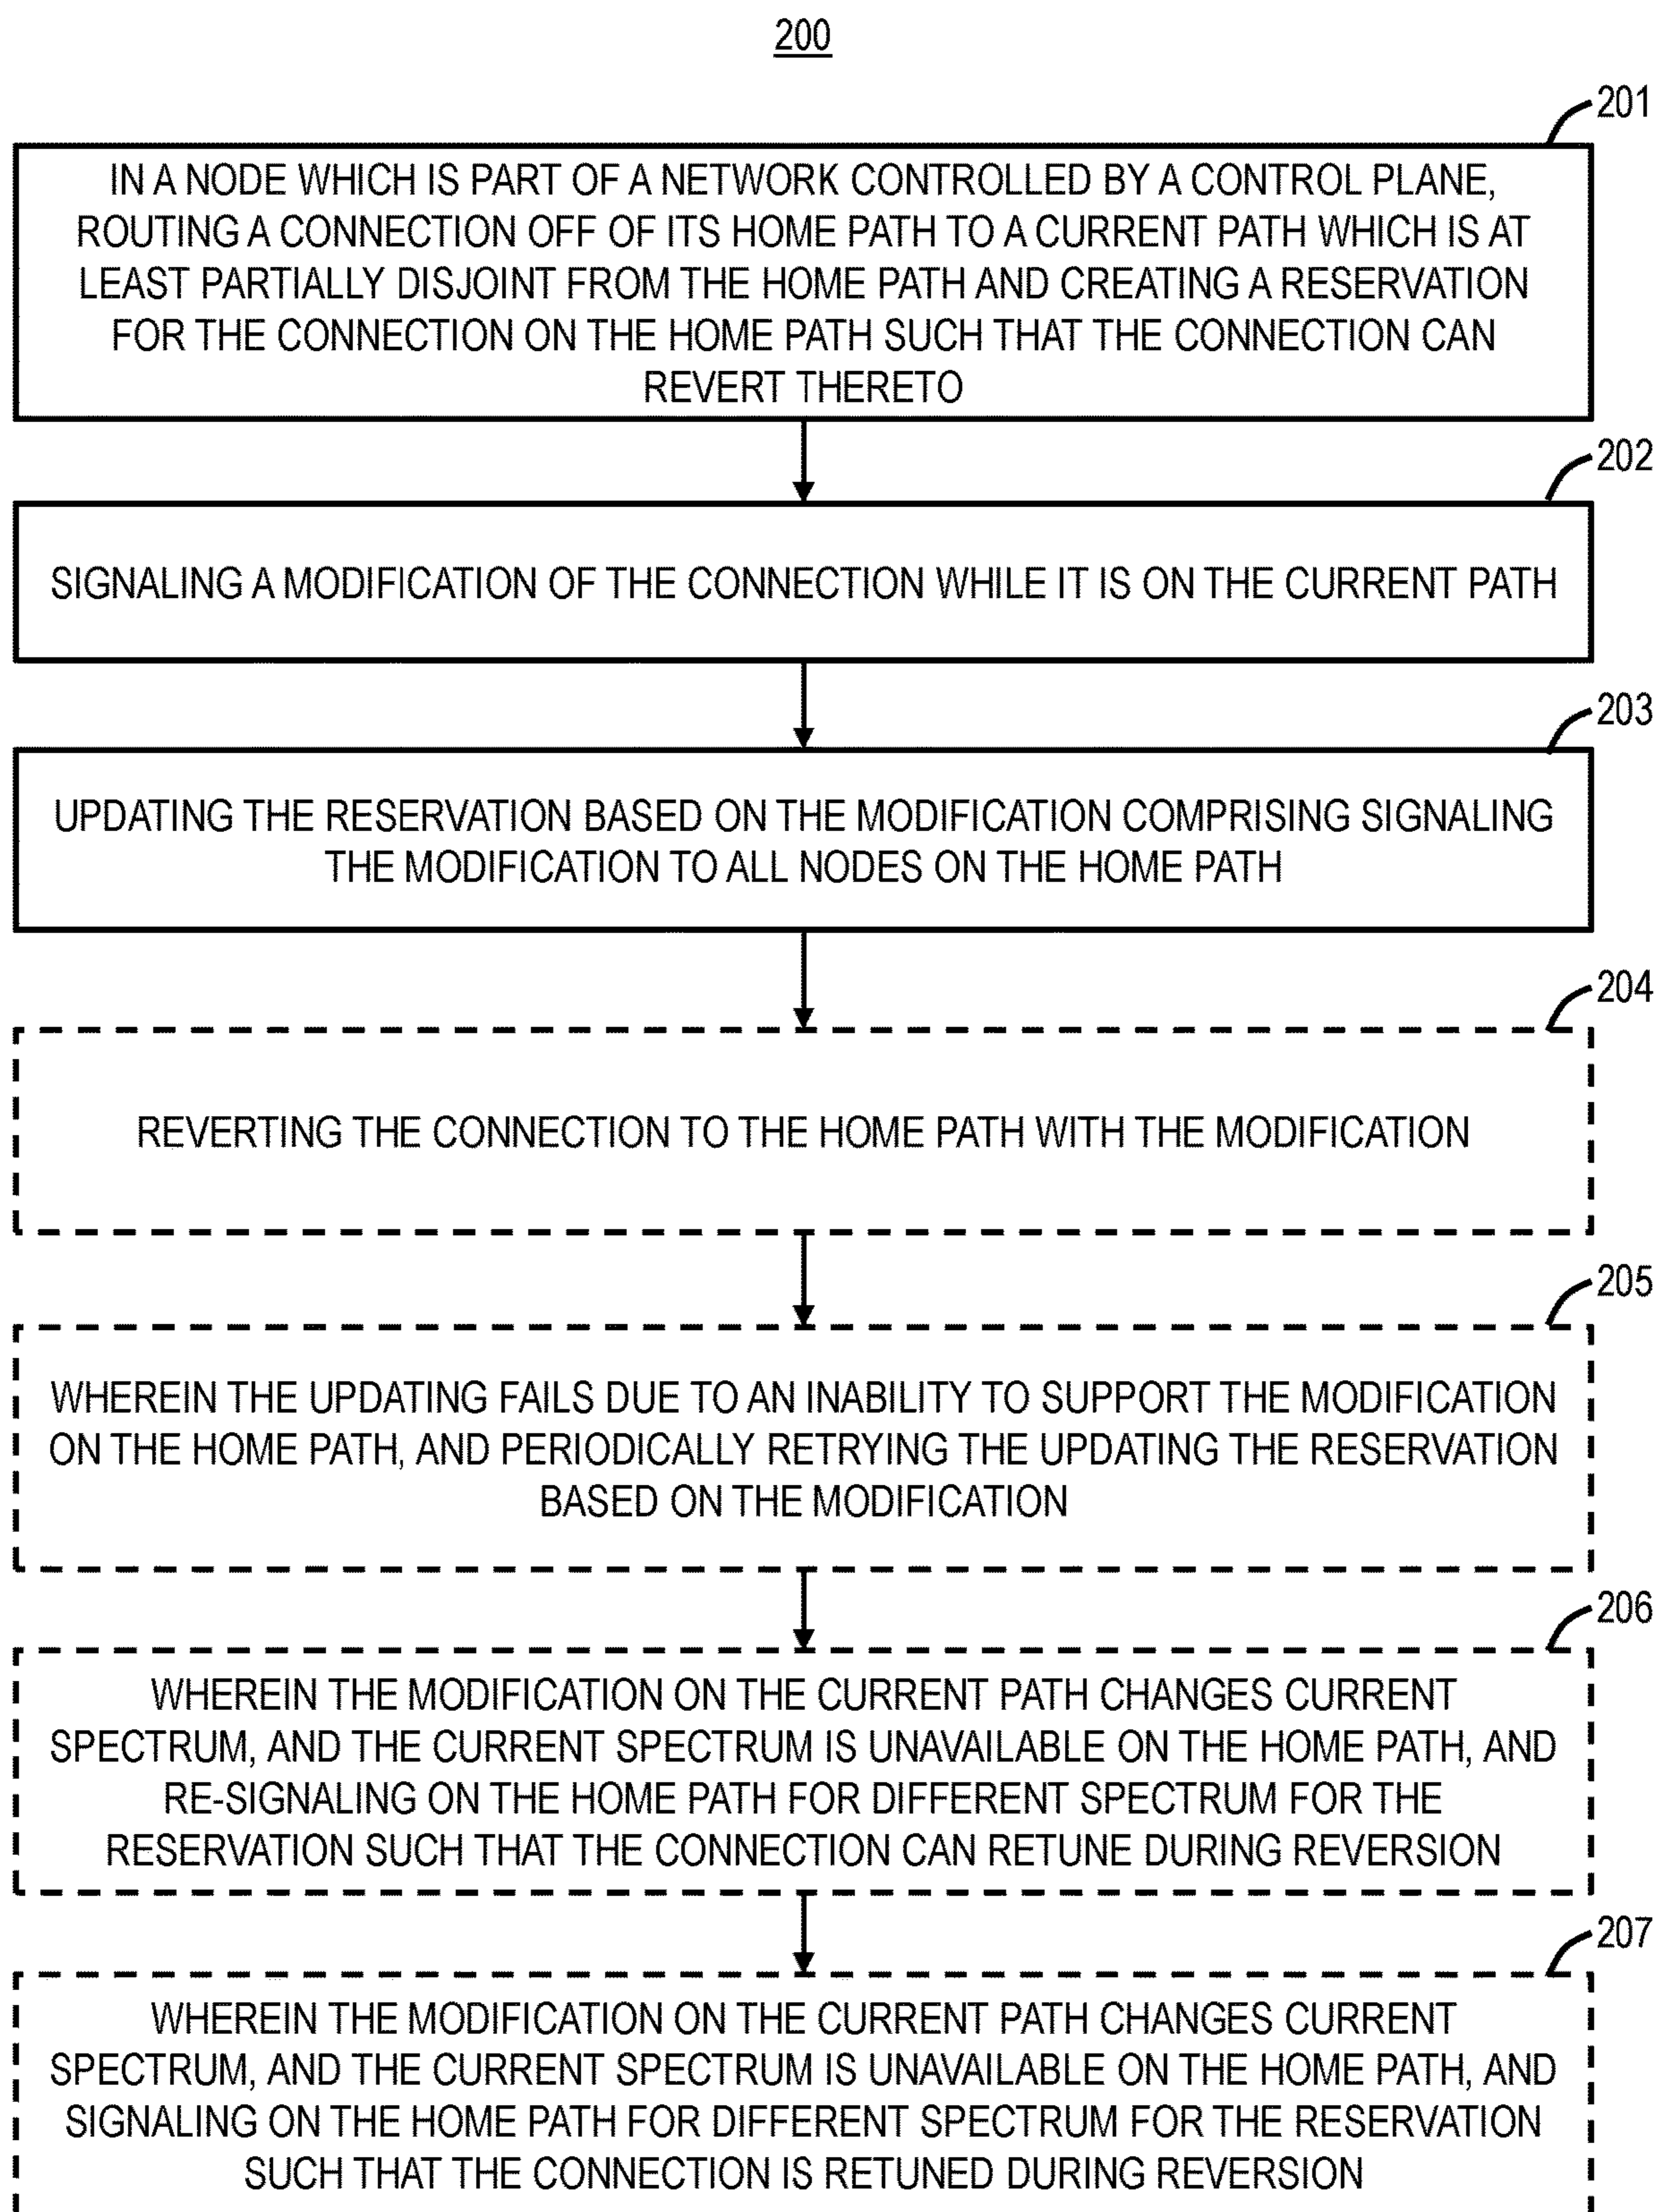 200
201
IN A NODE WHICH IS PART OF A NETWORK CONTROLLED BY A CONTROL PLANE,
ROUTING A CONNECTION OFF OF ITS HOME PATH TO A CURRENT PATH WHICH IS AT
LEAST PARTIALLY DISJOINT FROM THE HOME PATH AND CREATING A RESERVATION
FOR THE CONNECTION ON THE HOME PATH SUCH THAT THE CONNECTION CAN
REVERT THERETO
202
SIGNALING A MODIFICATION OF THE CONNECTION WHILE IT IS ON THE CURRENT PATH
203
UPDATING THE RESERVATION BASED ON THE MODIFICATION COMPRISING SIGNALING
THE MODIFICATION TO ALL NODES ON THE HOME PATH
204
REVERTING THE CONNECTION TO THE HOME PATH WITH THE MODIFICATION
205
WHEREIN THE UPDATING FAILS DUE TO AN INABILITY TO SUPPORT THE MODIFICATION
ON THE HOME PATH, AND PERIODICALLY RETRYING THE UPDATING THE RESERVATION
BASED ON THE MODIFICATION
206
WHEREIN THE MODIFICATION ON THE CURRENT PATH CHANGES CURRENT
SPECTRUM, AND THE CURRENT SPECTRUM IS UNAVAILABLE ON THE HOME PATH, AND
RE-SIGNALING ON THE HOME PATH FOR DIFFERENT SPECTRUM FOR THE
RESERVATION SUCH THAT THE CONNECTION CAN RETUNE DURING REVERSION
207
WHEREIN THE MODIFICATION ON THE CURRENT PATH CHANGES CURRENT
SPECTRUM, AND THE CURRENT SPECTRUM IS UNAVAILABLE ON THE HOME PATH, AND
SIGNALING ON THE HOME PATH FOR DIFFERENT SPECTRUM FOR THE RESERVATION
SUCH THAT THE CONNECTION IS RETUNED DURING REVERSION